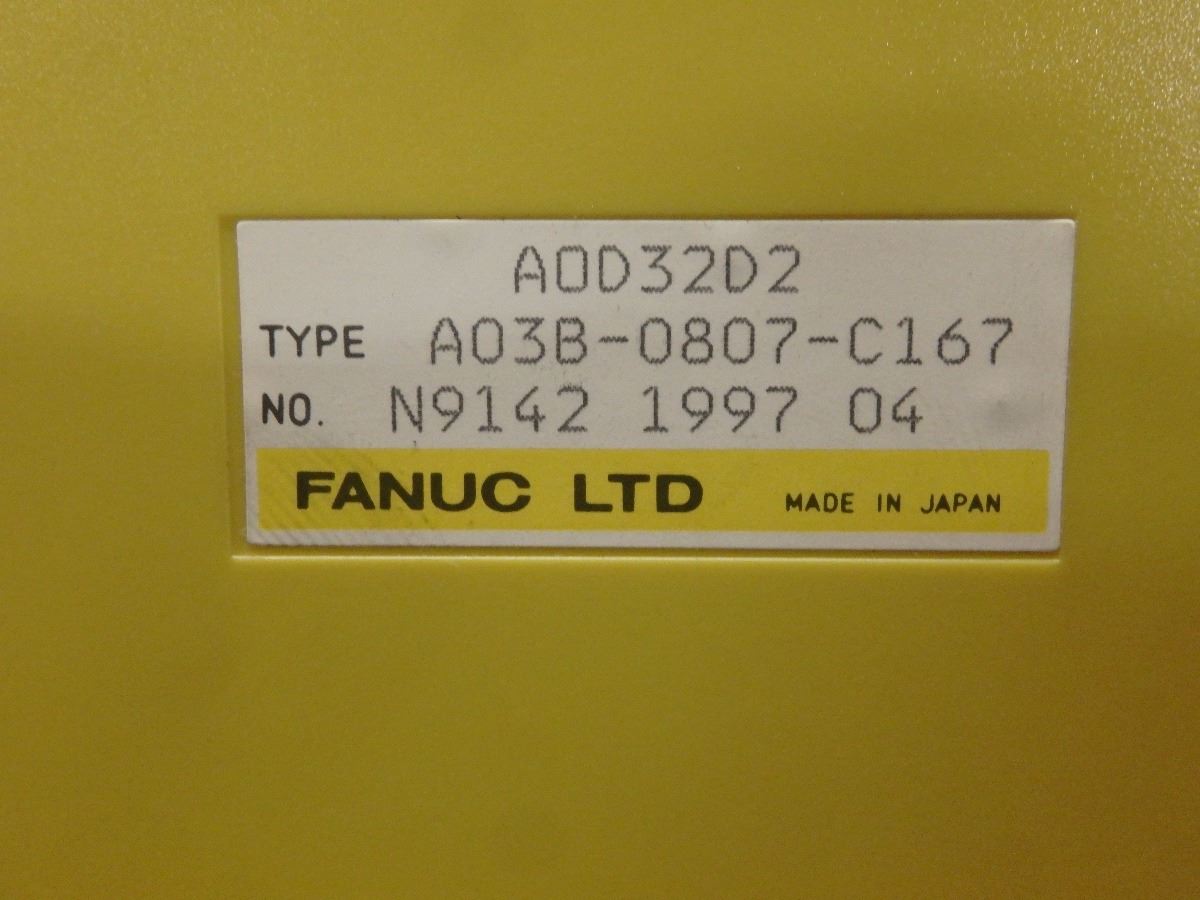 AOD32D2
TYPE A03B-0807-C167
NO. N9142 1997 04
FANUC LTD MADE IN JAPAN